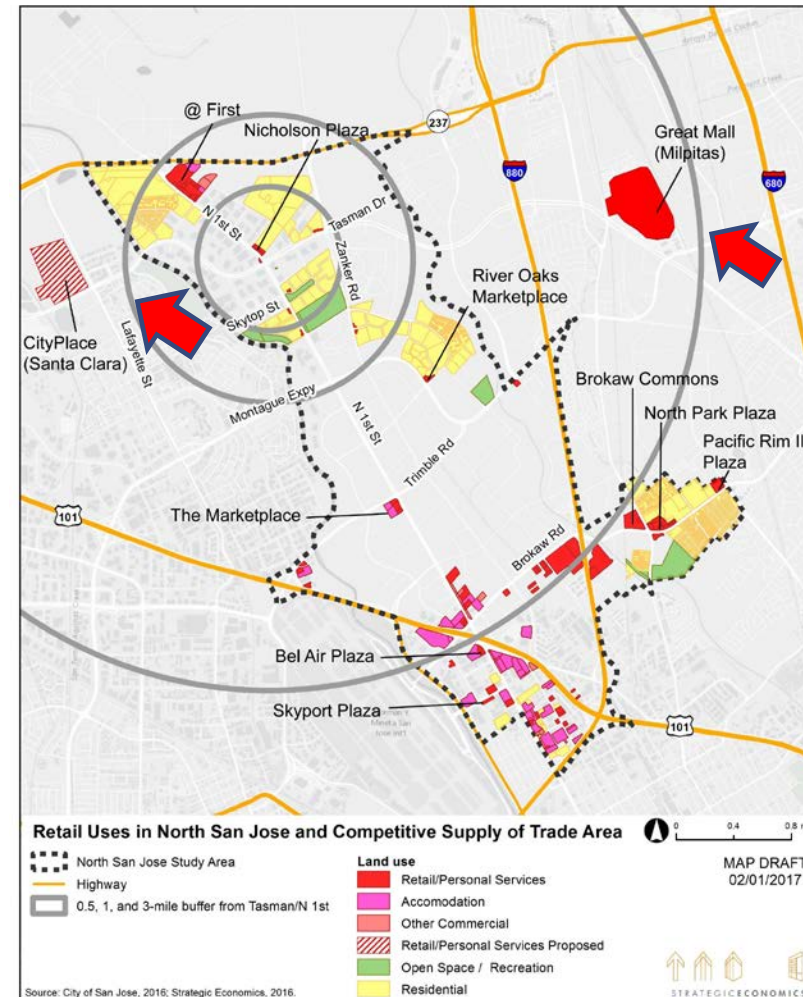 @ First
Nicholson Plaza
237
Great Mall
(Milpitas)
880
680
N 1st St
Tasman Dr
Zanker Rd
River Oaks
Marketplace
Skytop St
CityPlace
(Santa Clara)
Lafayette St
Montague Expy
Brokaw Commons
North Park Plaza
N 1st St
Pacific Rim II
Plaza
Trimble Rd
101
The Marketplace
Brokaw Rd
Bel Air Plaza
Skyport Plaza
101
Retail Uses in North San Jose and Competitive Supply of Trade Area
0 0.4 0.8
North San Jose Study Area
Highway
0.5, 1, and 3-mile buffer from Tasman/N 1st
Land use
Retail/Personal Services
Accomodation
Other Commercial
Retail/Personal Services Proposed
Open Space / Recreation
Residential
MAP DRAFT
02/01/2017
Source: City of San Jose, 2016; Strategic Economics, 2016.
STRATEGICECONOMICS